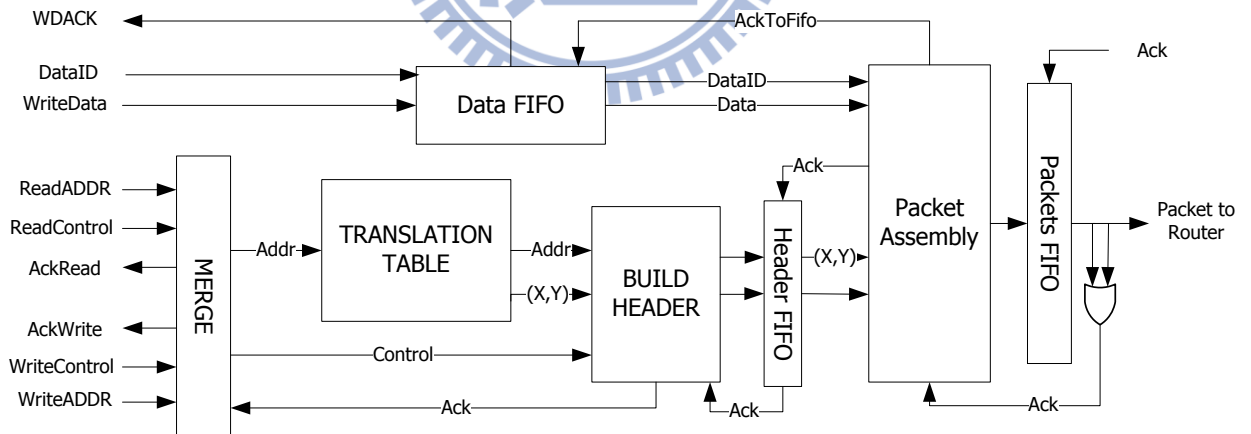 WDACK
AckToFifo
Ack
DataID
DataID
WriteData
Data FIFO
Data
Ack
ReadADDR
ReadControl
AckRead
AckWrite
WriteControl
WriteADDR
MERGE
Addr
TRANSLATION
TABLE
Addr
(X,Y)
BUILD
HEADER
Header FIFO
(X,Y)
Packet
Assembly
Packets FIFO
Packet to
Router
Control
Ack
Ack
Ack